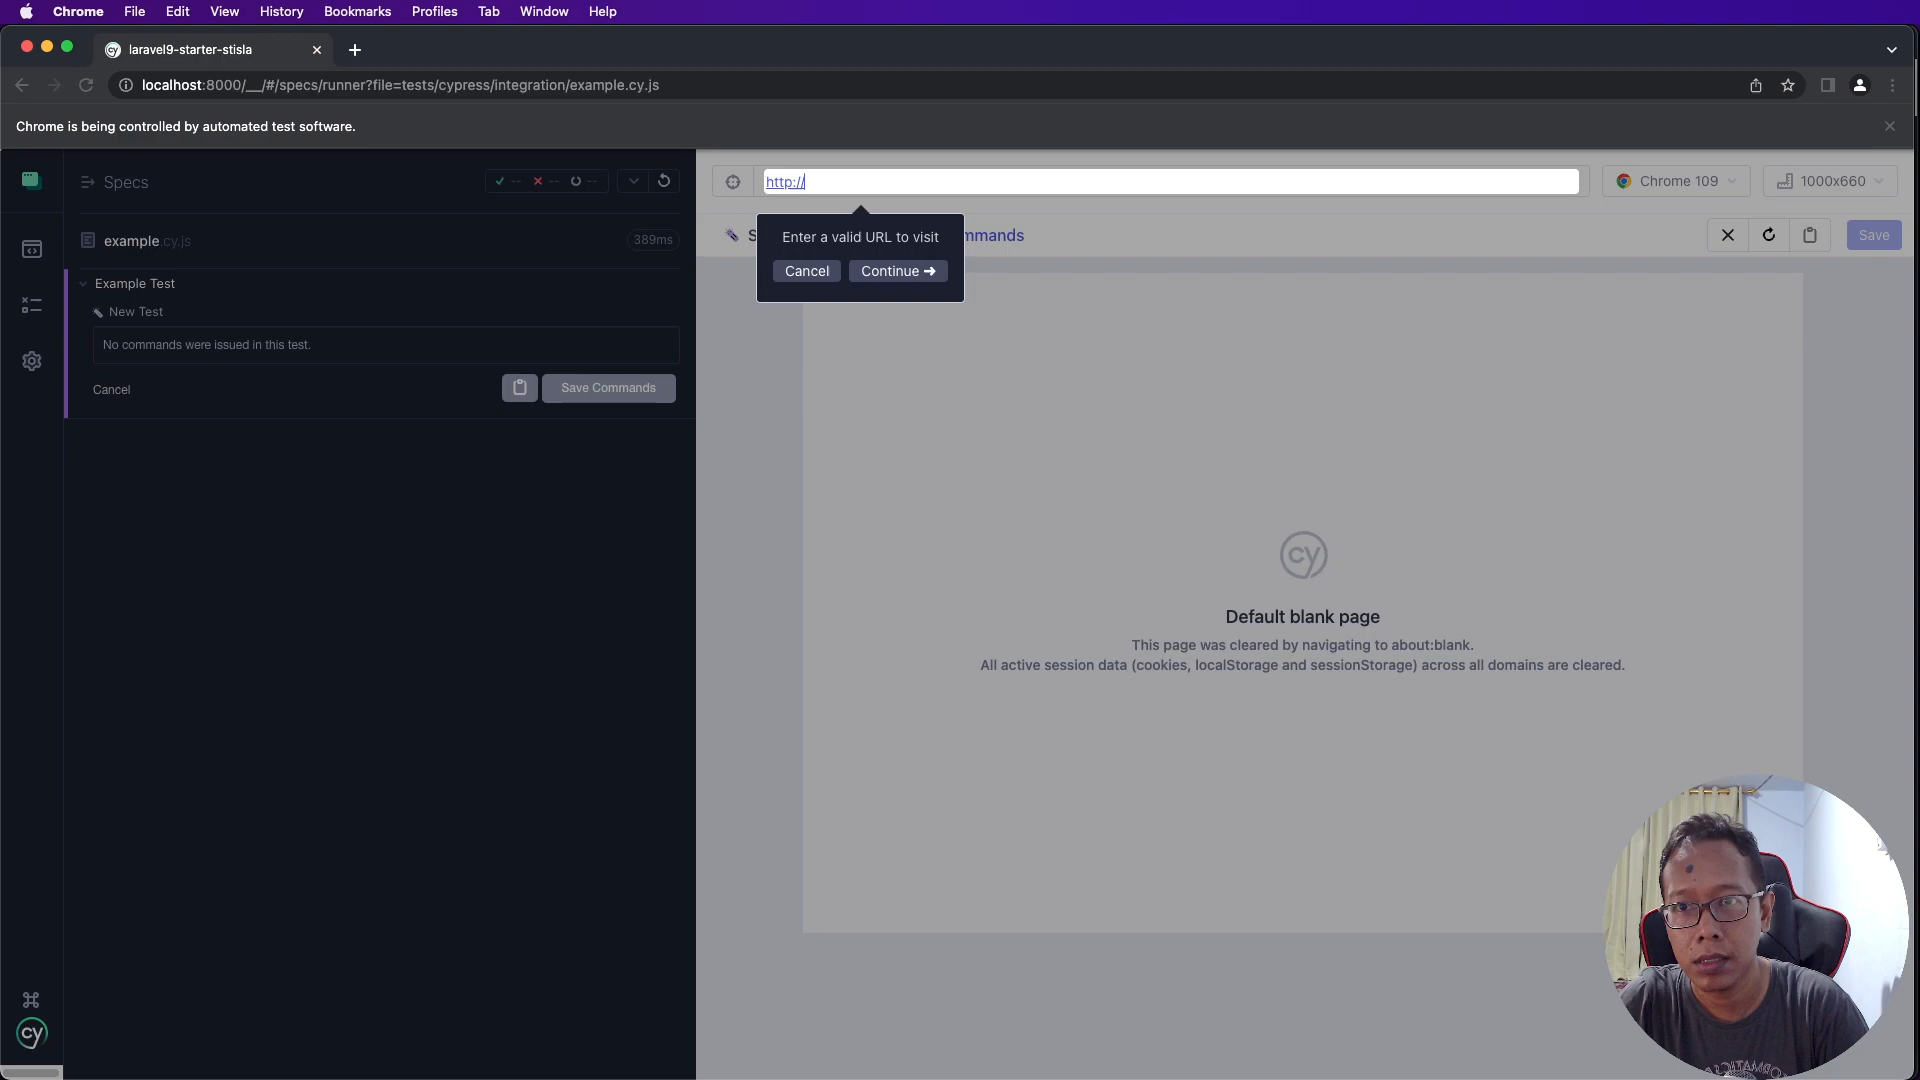 Chrome File Edit View History Bookmarks Profiles Tab Window Help
laravel9-starter-stisla
localhost:8000/__/#/specs/runner?file=tests/cypress/integration/example.cy.js
Chrome is being controlled by automated test software.
Specs
-- -- --
http://
Chrome 109
1000x660
S
mmands
Save
Enter a valid URL to visit
Cancel Continue
example.cy.js
389ms
Example Test
New Test
No commands were issued in this test.
Cancel
Save Commands
cy
Default blank page
This page was cleared by navigating to about:blank.
All active session data (cookies, localStorage and sessionStorage) across all domains are cleared.
cy